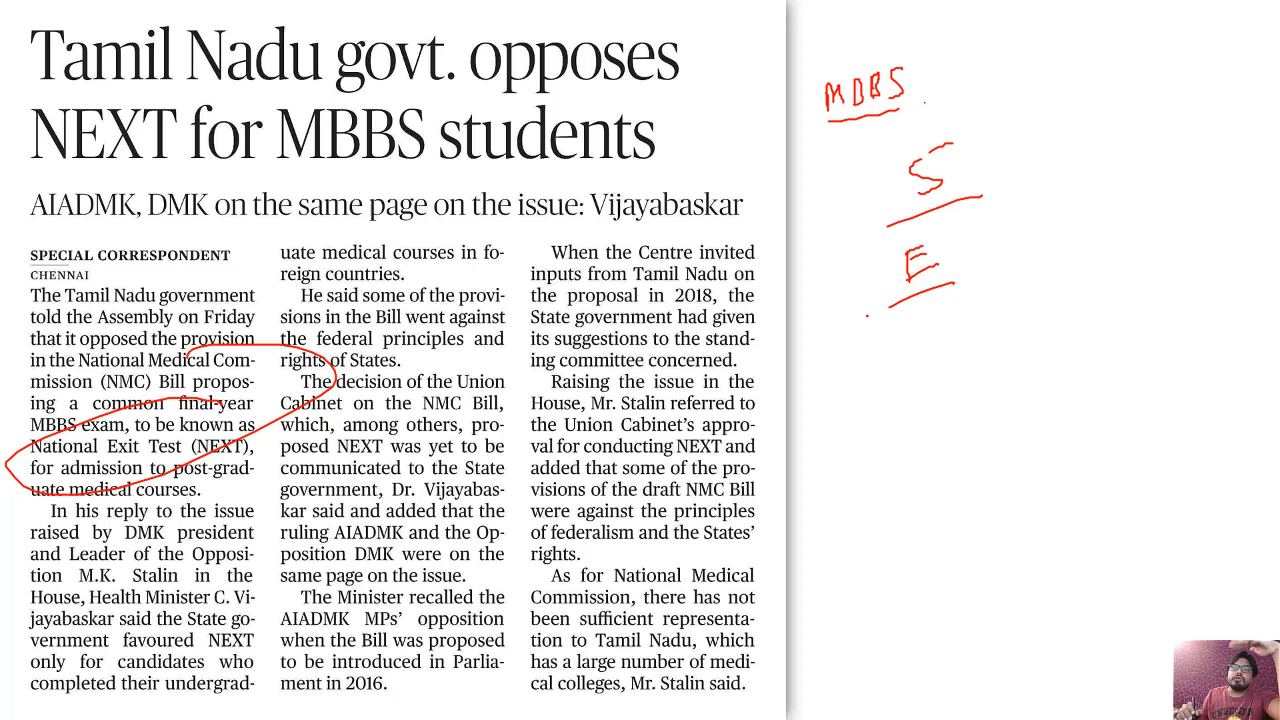 Tamil Nadu govt. opposes
NEXT for MBBS students
AIADMK, DMK on the same page on the issue: Vijayabaskar
SPECIAL CORRESPONDENT
CHENNAI
The Tamil Nadu government
told the Assembly on Friday
that it opposed the provision
in the National Medical Com-
mission (NMC) Bill propos-
ing a common final-year
MBBS exam, to be known as
National Exit Test (NEXT),
for admission to post-grad-
uate medical courses.
In his reply to the issue
raised by DMK president
and Leader of the Opposi-
tion M.K. Stalin in the
House, Health Minister C. Vi-
jayabaskar said the State go-
vernment favoured NEXT
only for candidates who
completed their undergrad-
uate medical courses in fo-
reign countries.
He said some of the provi-
sions in the Bill went against
the federal principles and
rights of States.
The decision of the Union
Cabinet on the NMC Bill,
which, among others, pro-
posed NEXT was yet to be
communicated to the State
government, Dr. Vijayabas-
kar said and added that the
ruling AIADMK and the Op-
position DMK were on the
same page on the issue.
The Minister recalled the
AIADMK MPs' opposition
when the Bill was proposed
to be introduced in Parlia-
ment in 2016.
When the Centre invited
inputs from Tamil Nadu on
the proposal in 2018, the
State government had given
its suggestions to the stand-
ing committee concerned.
Raising the issue in the
House, Mr. Stalin referred to
the Union Cabinet's appro-
val for conducting NEXT and
added that some of the pro-
visions of the draft NMC Bill
were against the principles
of federalism and the States'
rights.
As for National Medical
Commission, there has not
been sufficient representa-
tion to Tamil Nadu, which
has a large number of medi-
cal colleges, Mr. Stalin said.
MBBS
S
E